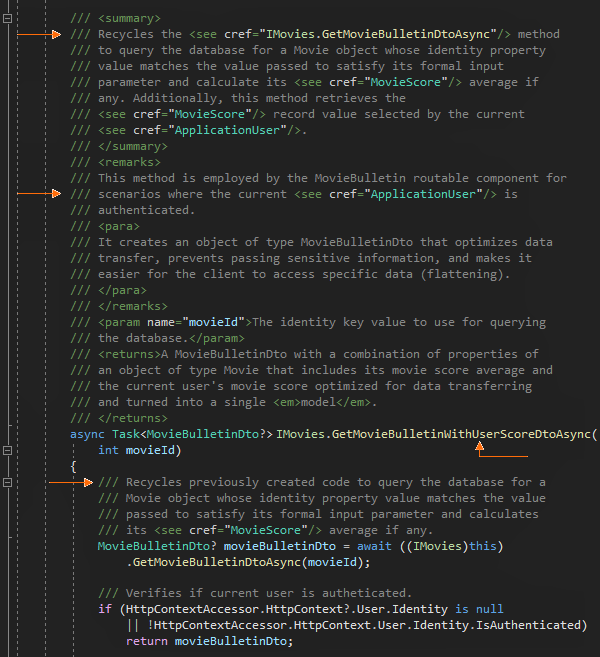 /// <summary>
/// Recycles the <see cref="IMovies.GetMovieBulletinDtoAsync"/> method
/// to query the database for a Movie object whose identity property
/// value matches the value passed to satisfy its formal input
/// parameter and calculate its <see cref="MovieScore"/> average if
/// any. Additionally, this method retrieves the
/// <see cref="MovieScore"/> record value selected by the current
/// <see cref="ApplicationUser"/>.
/// </summary>
/// <remarks>
/// This method is employed by the MovieBulletin routable component for
/// scenarios where the current <see cref="ApplicationUser"/> is
/// authenticated.
/// <para>
/// It creates an object of type MovieBulletinDto that optimizes data
/// transfer, prevents passing sensitive information, and makes it
/// easier for the client to access specific data (flattening).
/// </para>
/// </remarks>
/// <param name="movieId">The identity key value to use for querying
/// the database.</param>
/// <returns>A MovieBulletinDto with a combination of properties of
/// an object of type Movie that includes its movie score average and
/// the current user's movie score optimized for data transferring
/// and turned into a single <em>model</em>.
/// </returns>
async Task<MovieBulletinDto?> IMovies.GetMovieBulletinWithUserScoreDtoAsync(
int movieId)
{
/// Recycles previously created code to query the database for a
/// Movie object whose identity property value matches the value
/// passed to satisfy its formal input parameter and calculates
/// its <see cref="MovieScore"/> average if any.
MovieBulletinDto? movieBulletinDto = await ((IMovies)this)
.GetMovieBulletinDtoAsync(movieId);
/// Verifies if current user is autheticated.
if (HttpContextAccessor.HttpContext?.User.Identity is null
|| !HttpContextAccessor.HttpContext.User.Identity.IsAuthenticated)
return movieBulletinDto;